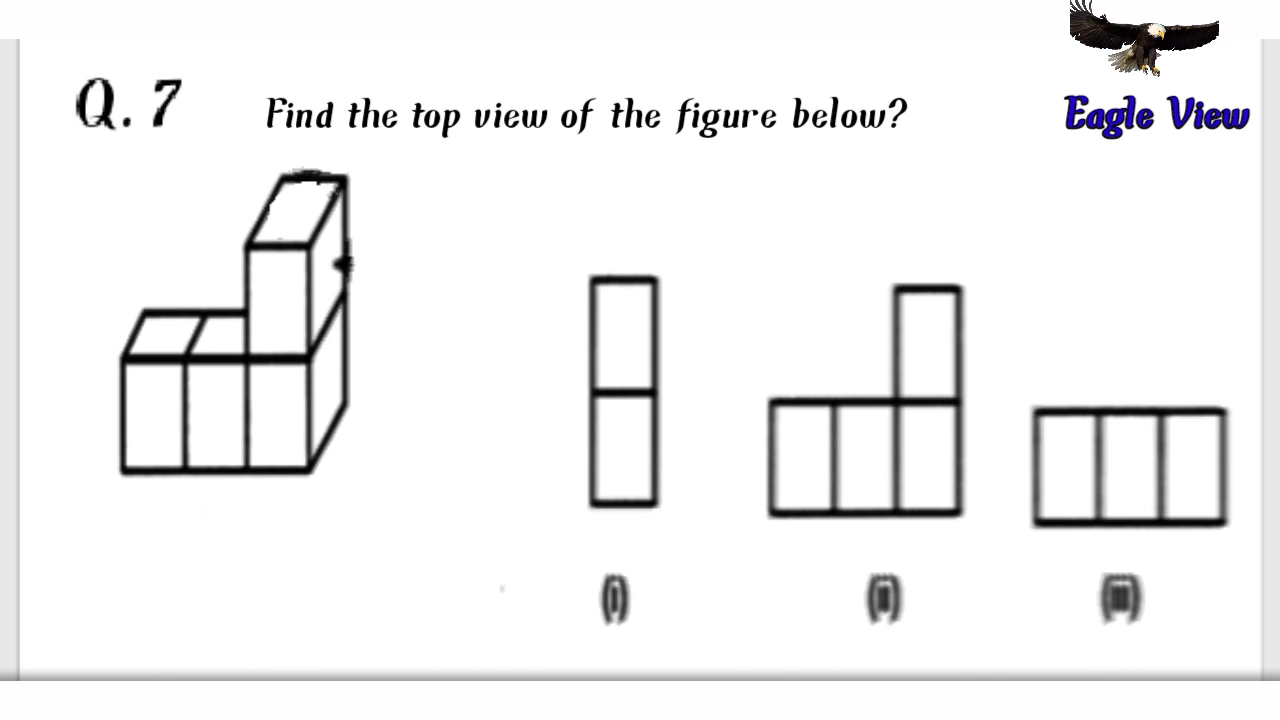 Q. 7 Find the top view of the figure below?
Eagle View
(I) (II) (III)